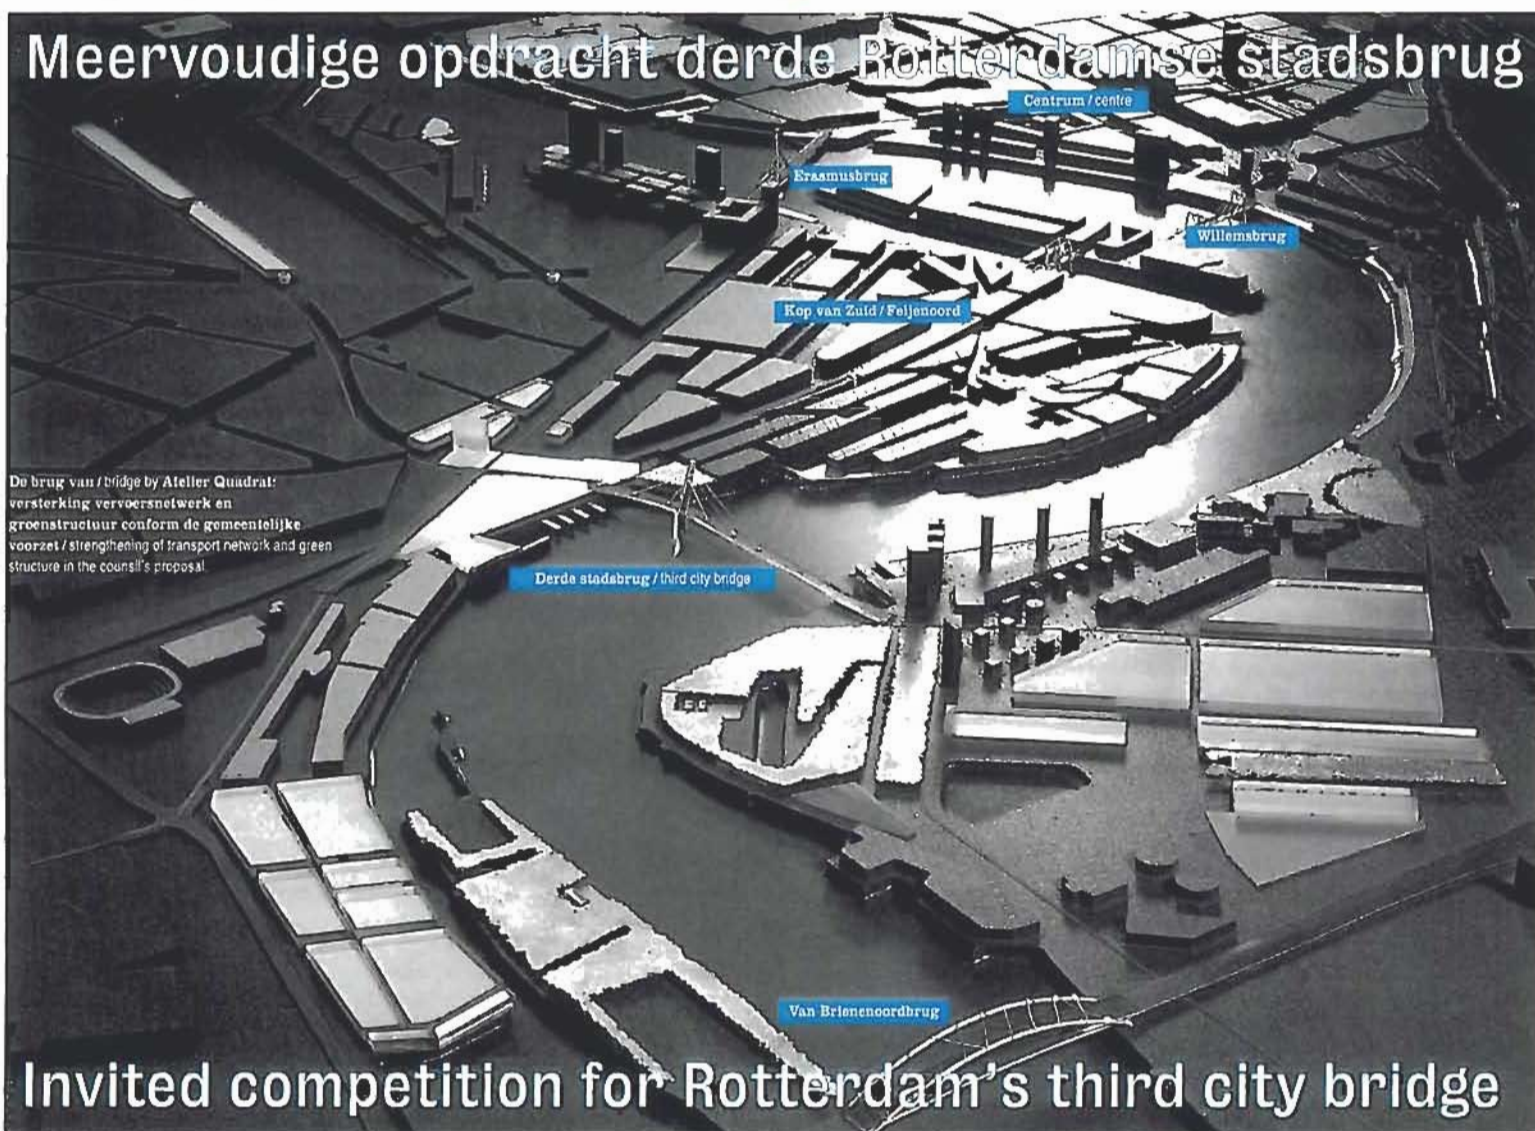 Meervoudige opdracht derde Rotterdamse stadsbrug
Centrum / centre
Erasmusbrug
Willemsbrug
Kop van Zuid / Feijenoord
De brug van / bridge by Atelier Quadrat:
versterking vervoersnetwerk en
groenstructuur conform de gemeentelijke
voorzet / strengthening of transport network and green
structure in the council's proposal
Derde stadsbrug / third city bridge
Van Brienenoordbrug
Invited competition for Rotterdam's third city bridge